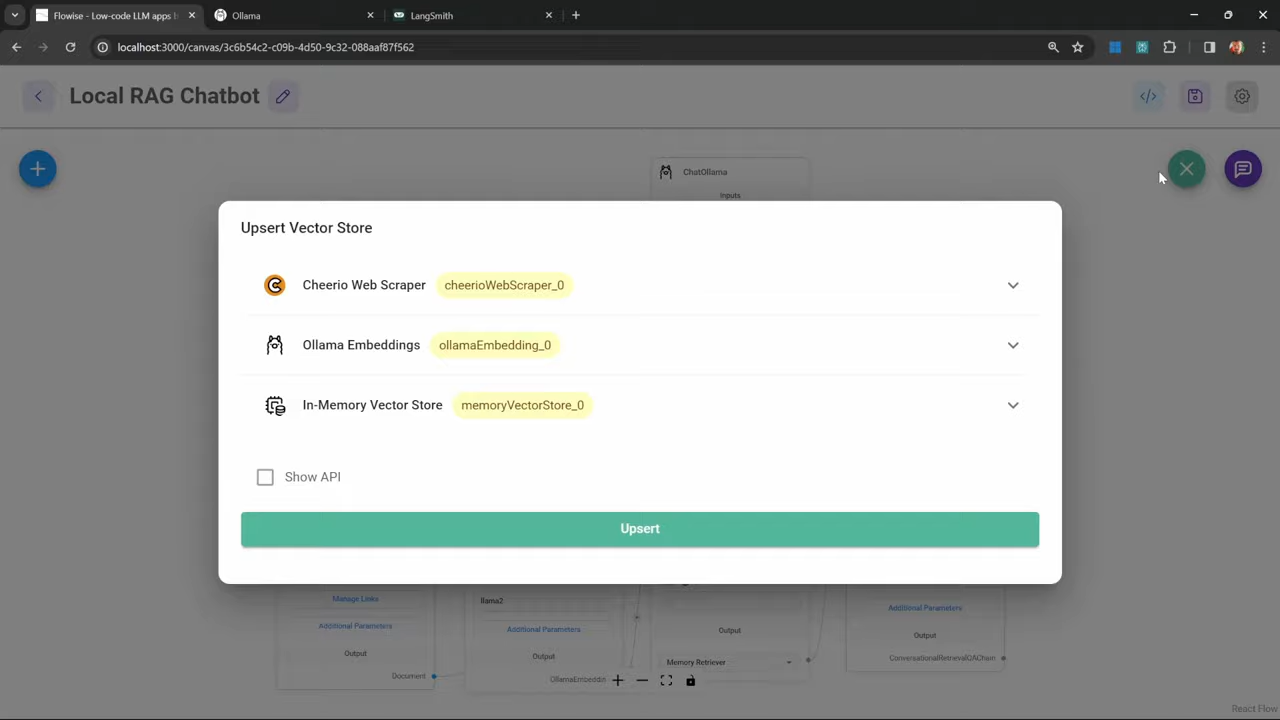 Flowise - Low-code LLM apps b
Ollama
LangSmith
localhost:3000/canvas/3c6b54c2-c09b-4d50-9c32-088aaf87f562
Local RAG Chatbot
ChatOllama
Inputs
Upsert Vector Store
Cheerio Web Scraper cheerioWebScraper_0
Ollama Embeddings ollamaEmbedding_0
In-Memory Vector Store memoryVectorStore_0
Show API
Upsert
Manage Links
Additional Parameters
Output
Document
llama2
Additional Parameters
Output
OllamaEmbeddi
Output
Memory Retriever
Additional Parameters
Output
ConversationalRetrievalQAChain
React Flow